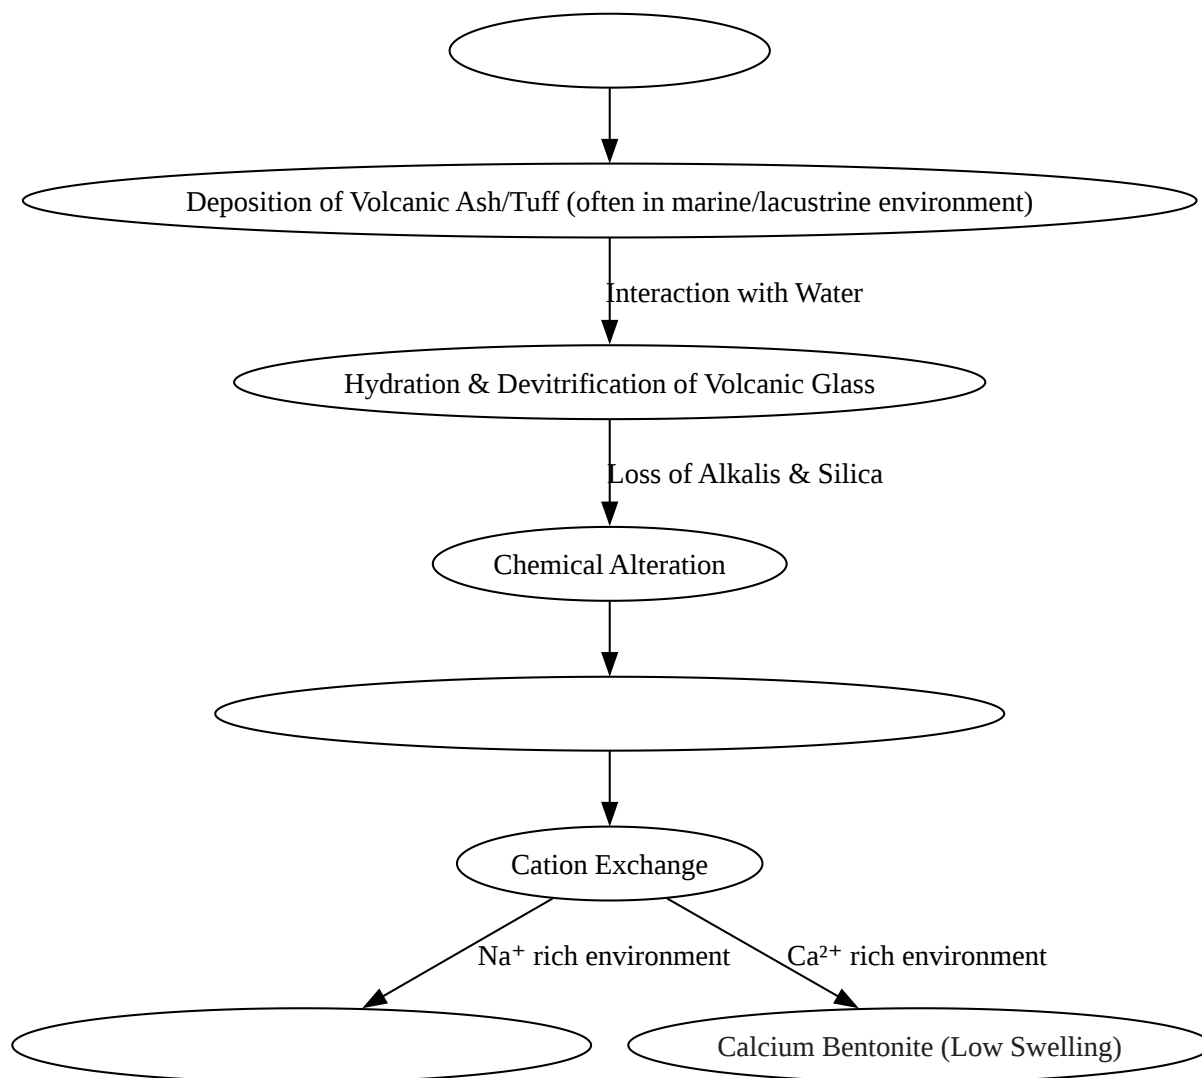 Deposition of Volcanic Ash/Tuff (often in marine/lacustrine environment)
Interaction with Water
Hydration & Devitrification of Volcanic Glass
Loss of Alkalis & Silica
Chemical Alteration
Cation Exchange
Na⁺ rich environment
Ca²⁺ rich environment
Calcium Bentonite (Low Swelling)